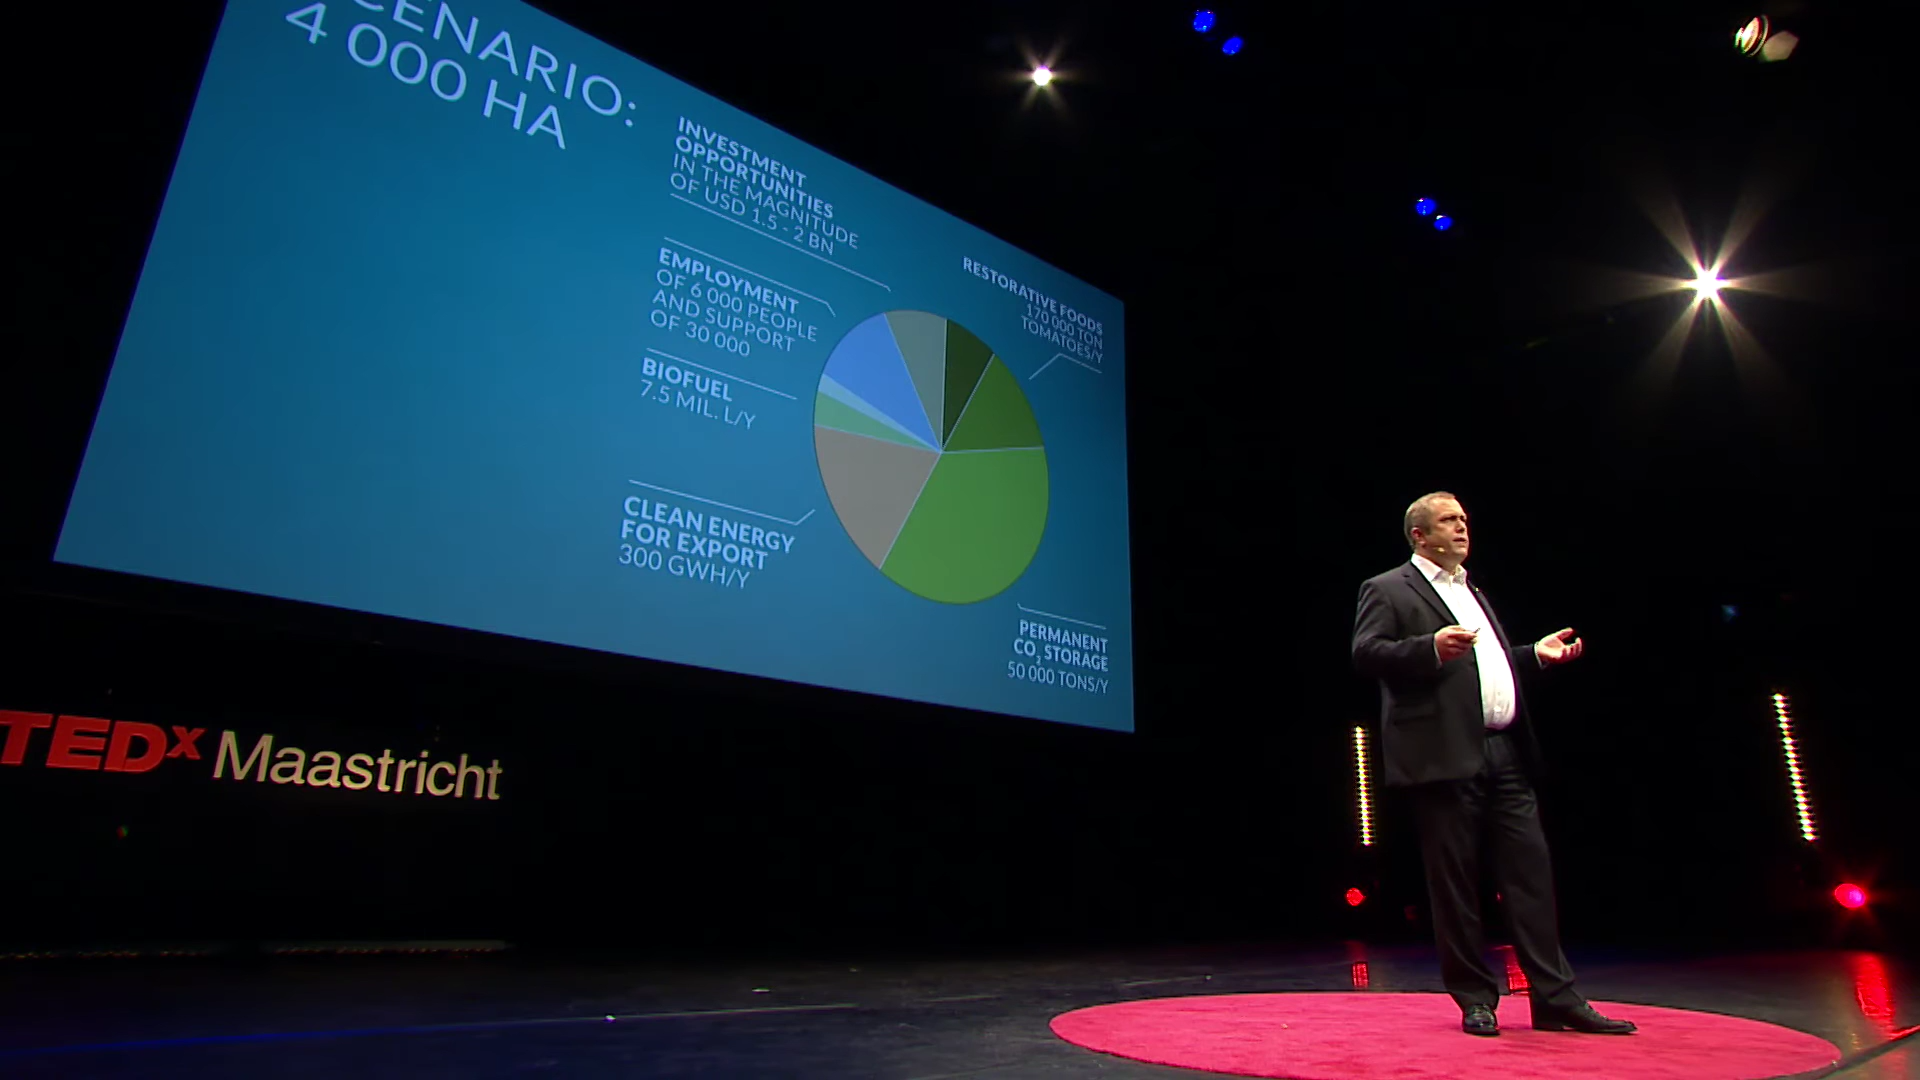 CENARIO:
4 000 HA
INVESTMENT
OPPORTUNITIES
IN THE MAGNITUDE
OF USD 1.5 - 2 BN
EMPLOYMENT
OF 6 000 PEOPLE
AND SUPPORT
OF 30 000
BIOFUEL
7.5 MIL. L/Y
CLEAN ENERGY
FOR EXPORT
300 GWH/Y
RESTORATIVE FOODS
170 000 TON
TOMATOES/Y
PERMANENT
CO₂ STORAGE
50 000 TONS/Y
TEDx Maastricht